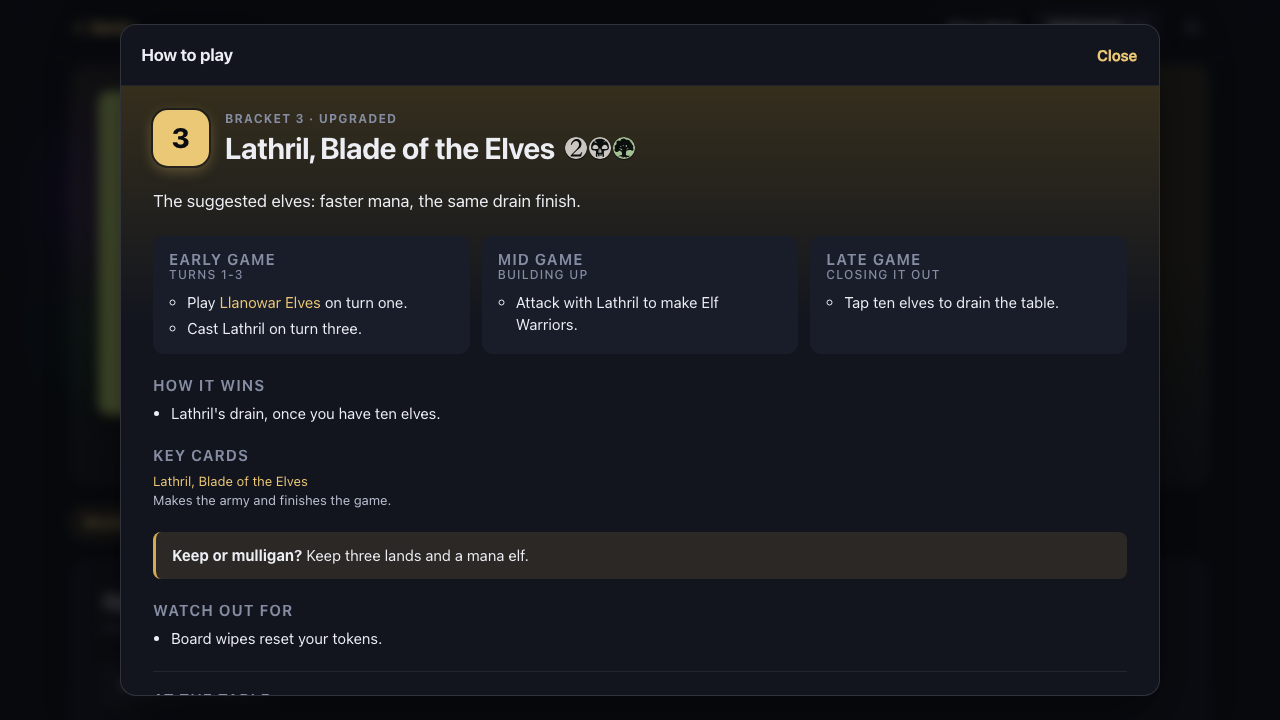 How to play
Close
3
BRACKET 3 · UPGRADED
Lathril, Blade of the Elves 2
The suggested elves: faster mana, the same drain finish.
EARLY GAME
TURNS 1-3
Play Llanowar Elves on turn one.
Cast Lathril on turn three.
MID GAME
BUILDING UP
Attack with Lathril to make Elf
Warriors.
LATE GAME
CLOSING IT OUT
Tap ten elves to drain the table.
HOW IT WINS
Lathril's drain, once you have ten elves.
KEY CARDS
Lathril, Blade of the Elves
Makes the army and finishes the game.
Keep or mulligan? Keep three lands and a mana elf.
WATCH OUT FOR
Board wipes reset your tokens.